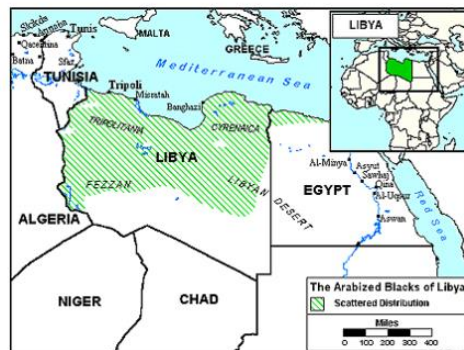 LIBYA
Skikda
Annaba
Tunis
Qacentina
Batna
Sfax
TUNISIA
MALTA
GREECE
Mediterranean Sea
Tripoli
Misratah
Banghazi
TRIPOLITANIA
CYRENAICA
LIBYA
FEZZAN
LIBYAN DESERT
Al-Minya
Asyut
Sawhaj
Qina
Al-Uqsur
EGYPT
Aswan
Red Sea
ALGERIA
NIGER
CHAD
The Arabized Blacks of Libya
Scattered Distribution
Miles
0 100 200 300 400